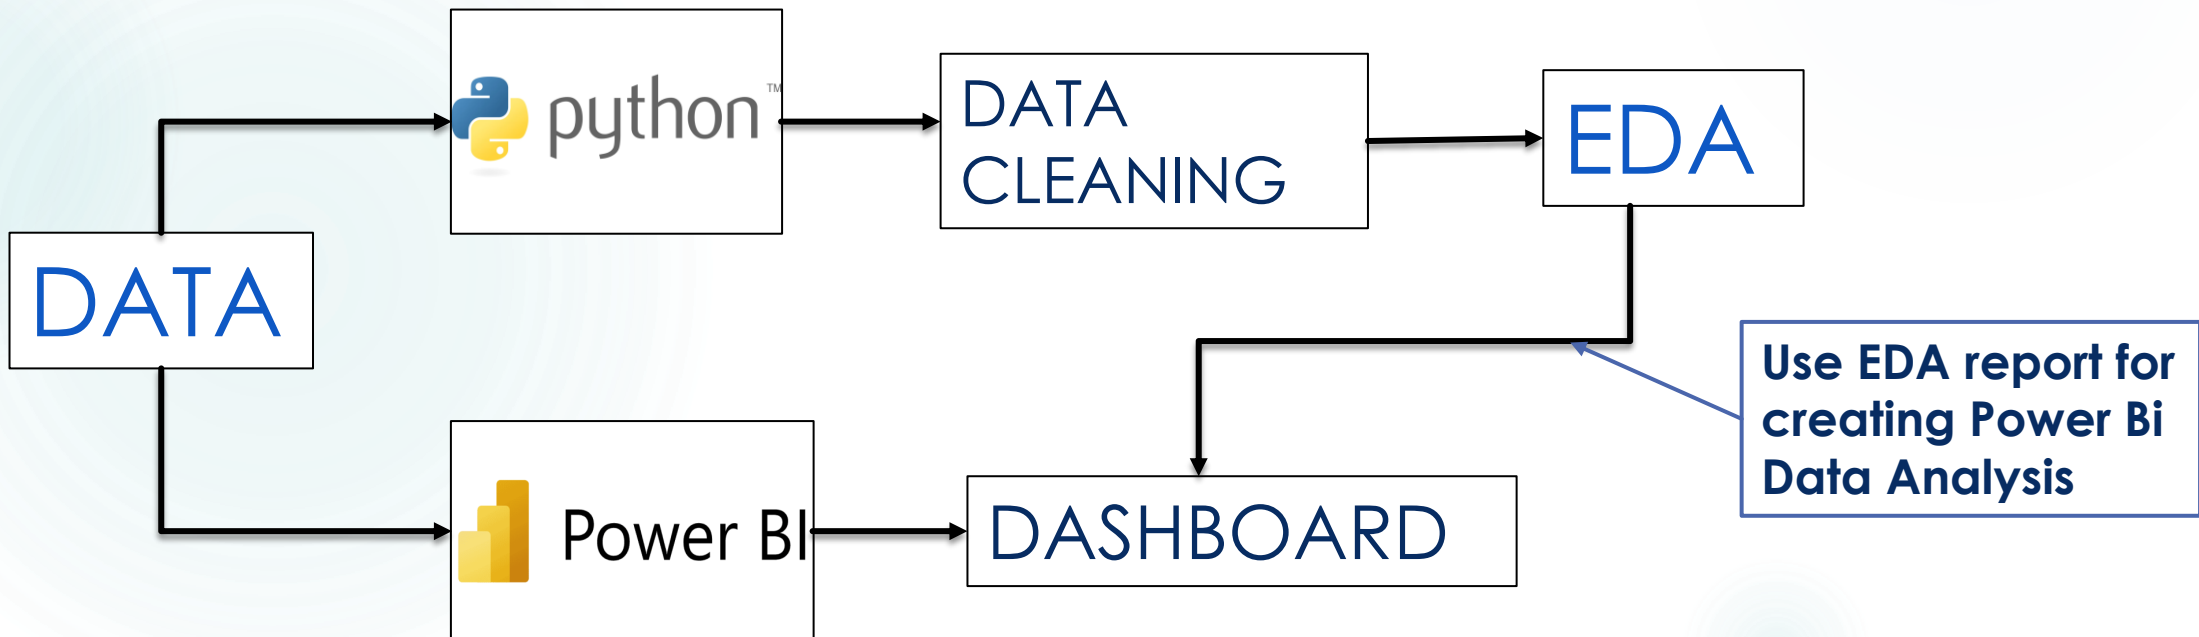 python™
DATA
CLEANING
EDA
DATA
Use EDA report for
creating Power Bi
Data Analysis
Power BI
DASHBOARD